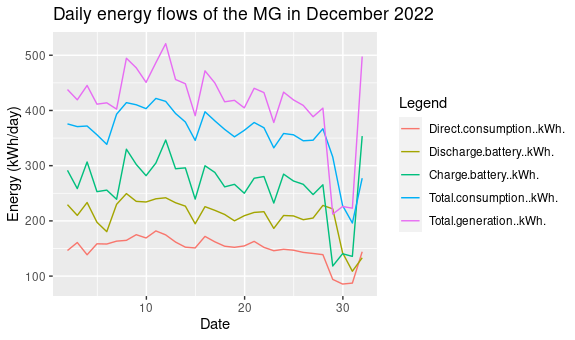 Daily energy flows of the MG in December 2022
Energy (kWh/day)
500
400
300
200
100
10
20
30
Date
Legend
Direct.consumption..kWh.
Discharge.battery..kWh.
Charge.battery..kWh.
Total.consumption..kWh.
Total.generation..kWh.